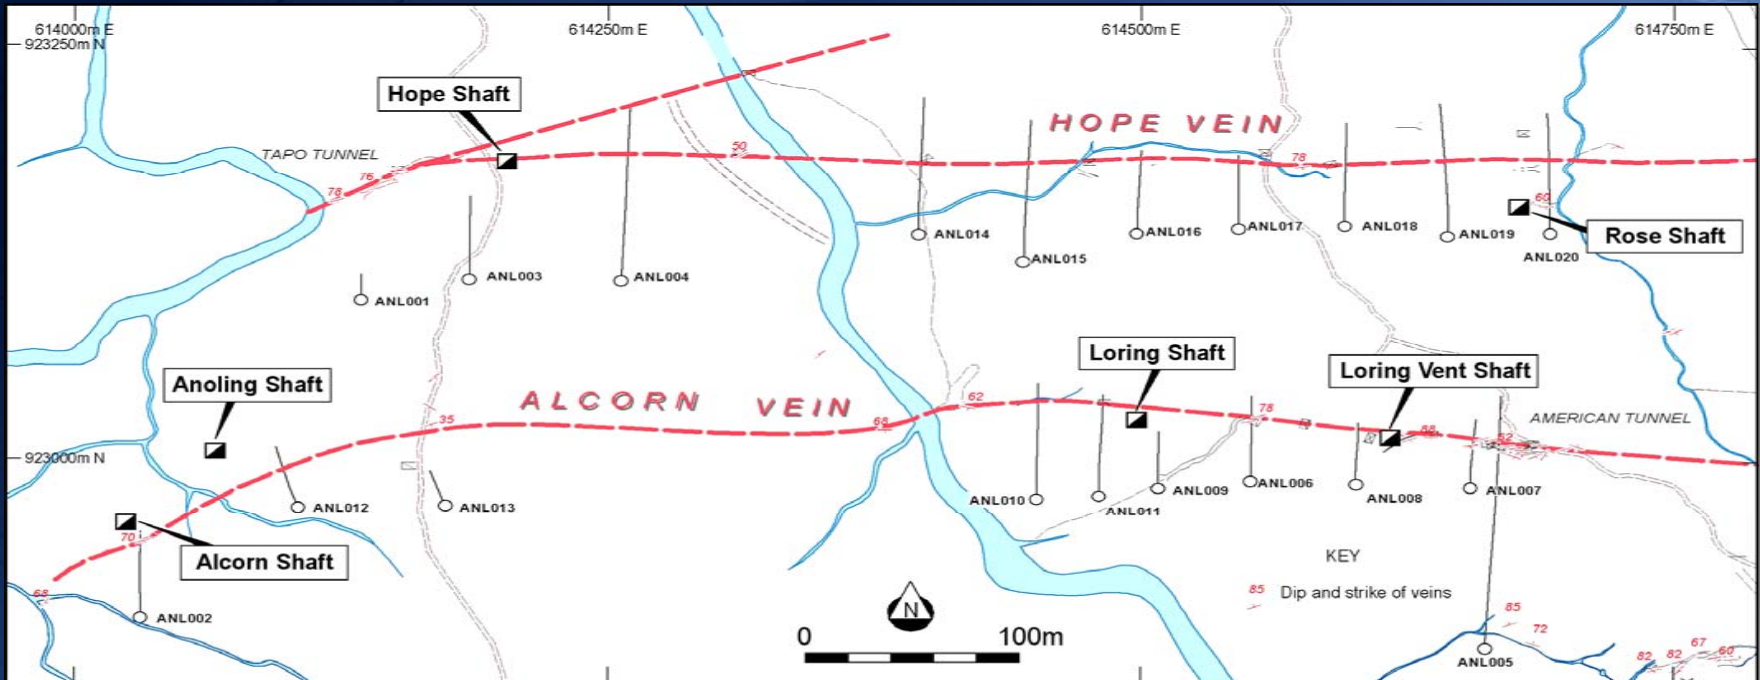 614000m E
614250m E
614500m E
614750m E
923250m N
Hope Shaft
HOPE VEIN
TAPO TUNNEL
50
78
76
78
60
ANL014
ANL015
ANL016
ANL017
ANL018
ANL019
ANL020
Rose Shaft
ANL003
ANL004
ANL001
Loring Shaft
Loring Vent Shaft
Anoling Shaft
ALCORN VEIN
AMERICAN TUNNEL
35
68
62
78
88
82
923000m N
ANL012
ANL013
ANL010
ANL011
ANL009
ANL006
ANL008
ANL007
70
Alcorn Shaft
68
ANL002
KEY
85 Dip and strike of veins
N
0 100m
85
72
67
82
82
60
ANL005